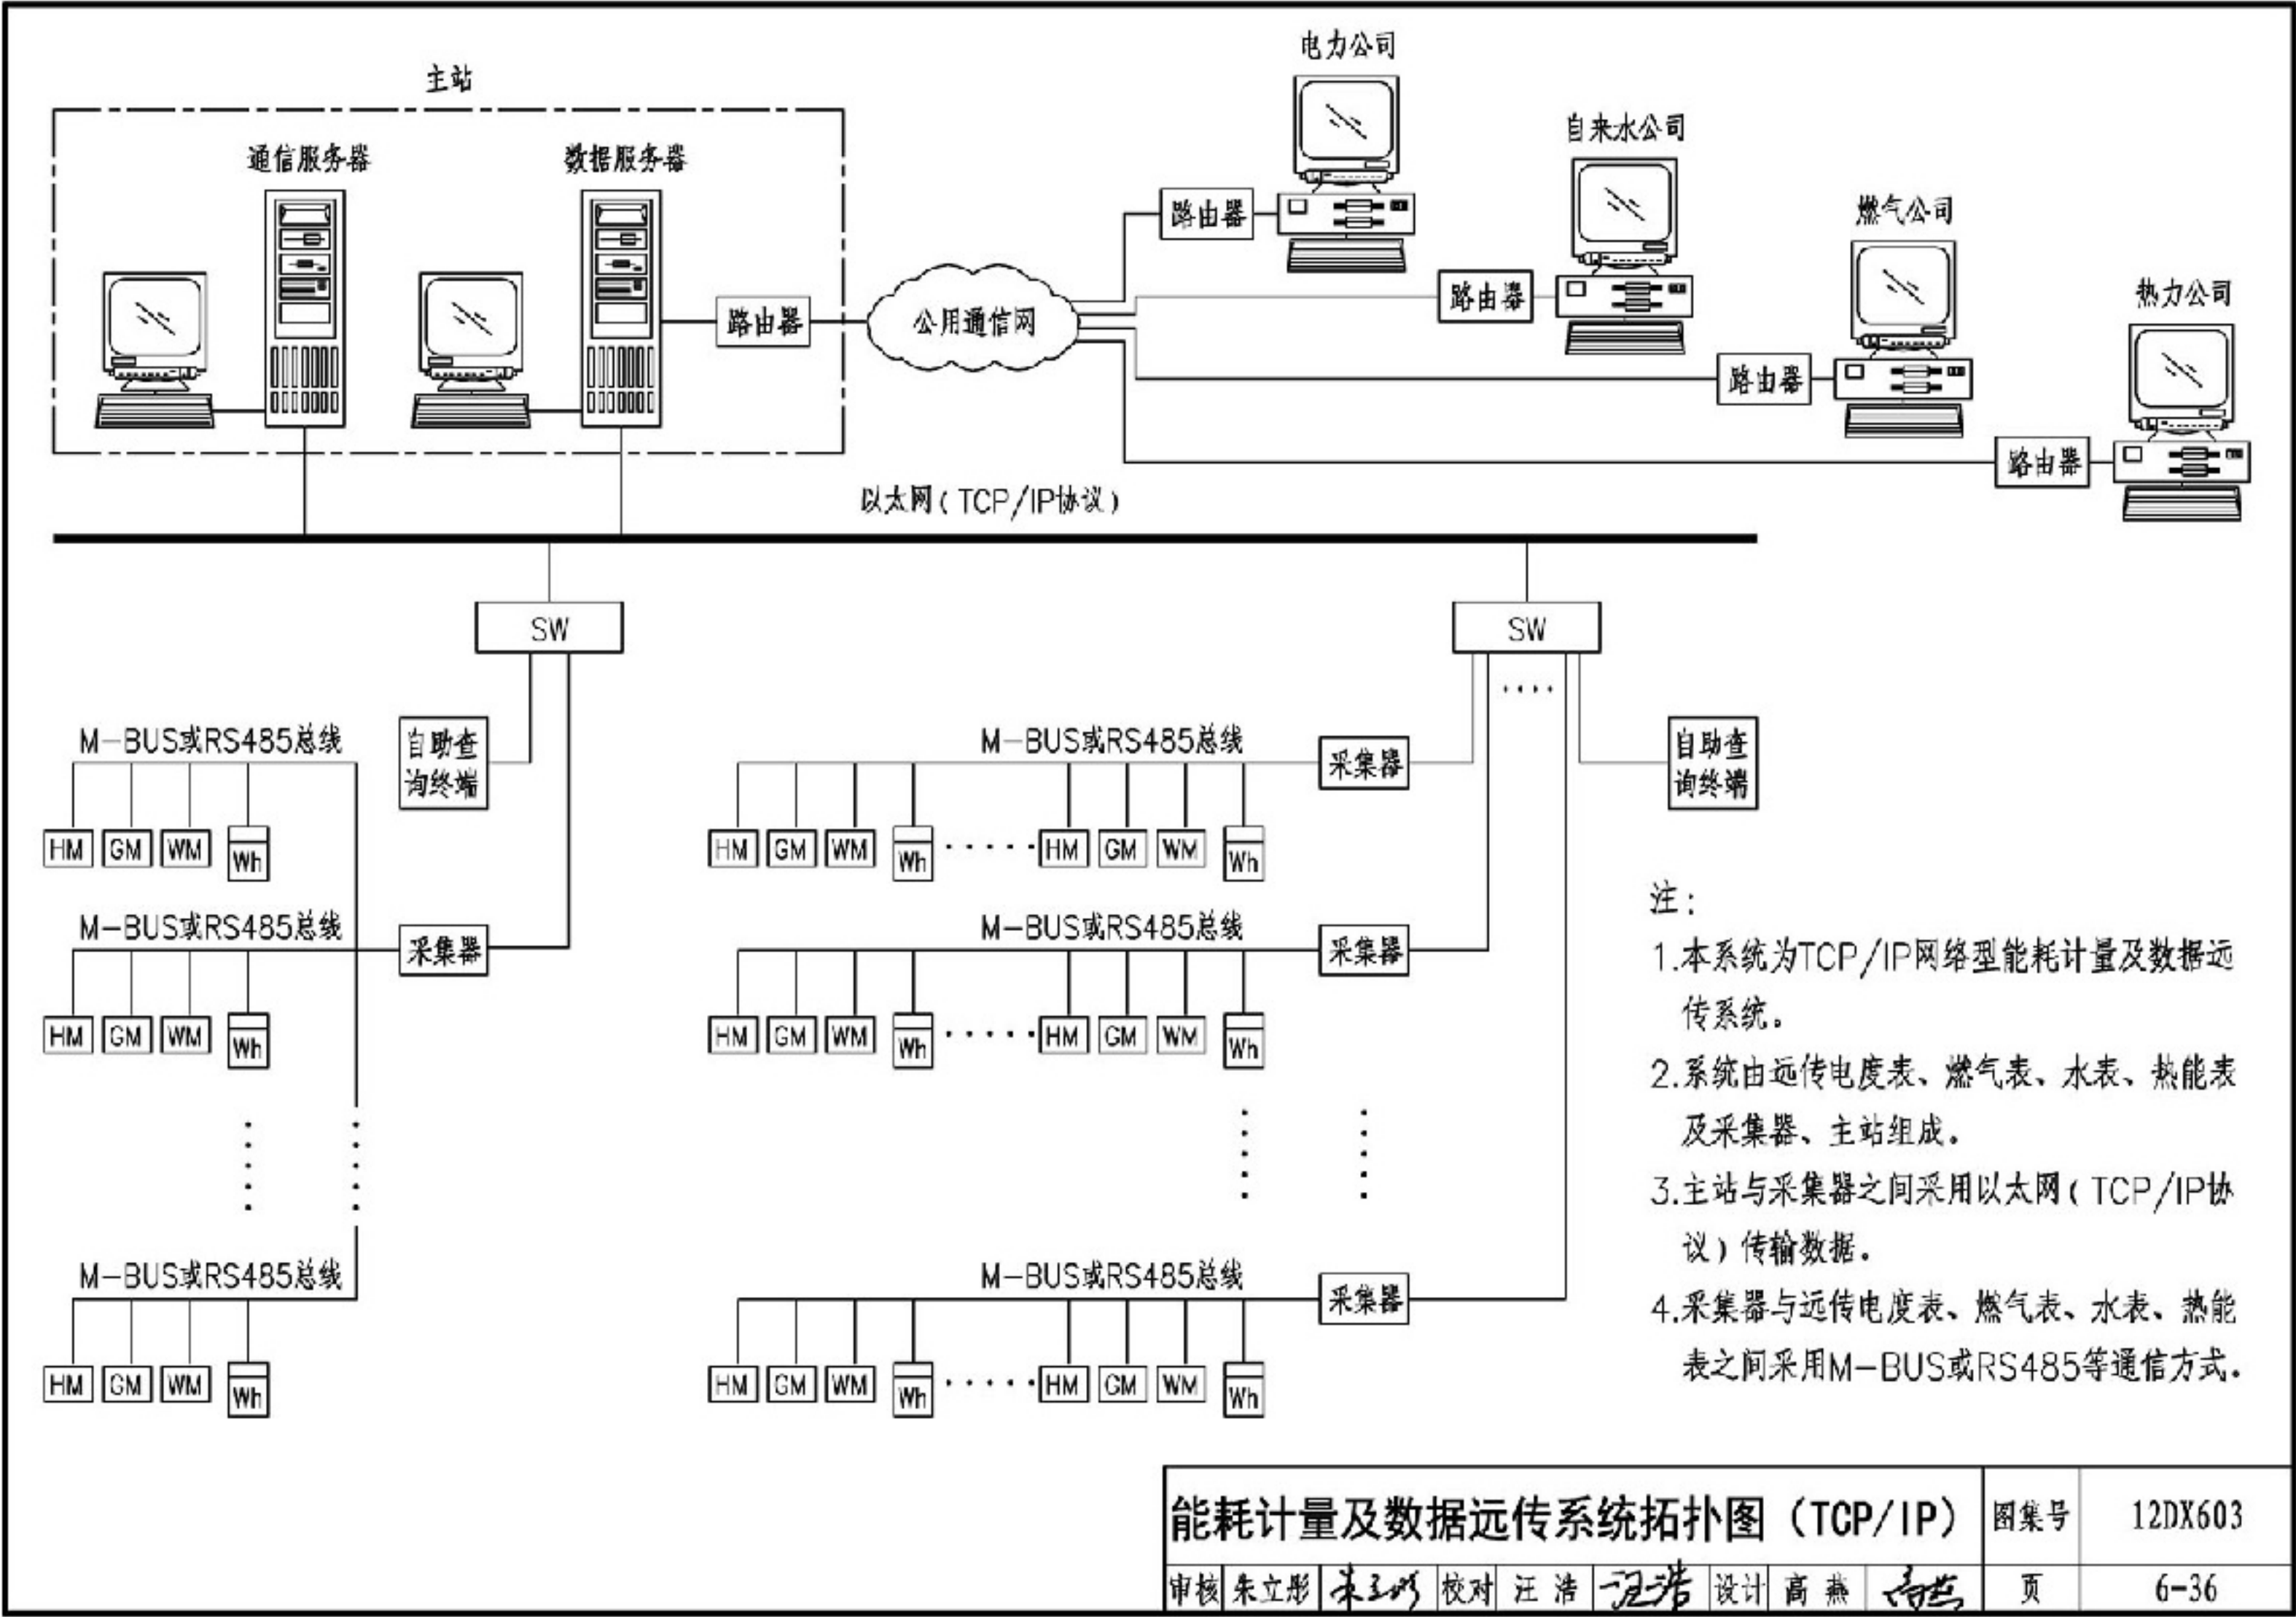 主站
通信服务器
数据服务器
路由器
公用通信网
电力公司
路由器
自来水公司
路由器
燃气公司
路由器
热力公司
路由器
以太网(TCP/IP协议)
SW
SW
....
M-BUS或RS485总线
自助查
询终端
M-BUS或RS485总线
采集器
自助查
询终端
HM GM WM Wh
HM GM WM Wh ..... HM GM WM Wh
M-BUS或RS485总线
采集器
M-BUS或RS485总线
采集器
HM GM WM Wh
HM GM WM Wh ..... HM GM WM Wh
M-BUS或RS485总线
M-BUS或RS485总线
采集器
HM GM WM Wh
HM GM WM Wh ..... HM GM WM Wh
注:
1.本系统为TCP/IP网络型能耗计量及数据远
传系统。
2.系统由远传电度表、燃气表、水表、热能表
及采集器、主站组成。
3.主站与采集器之间采用以太网(TCP/IP协
议)传输数据。
4.采集器与远传电度表、燃气表、水表、热能
表之间采用M-BUS或RS485等通信方式。
能耗计量及数据远传系统拓扑图(TCP/IP) 图集号 12DX603
审核 朱立彤 朱立彤 校对 汪浩 汪浩 设计 高燕 高燕 页 6-36